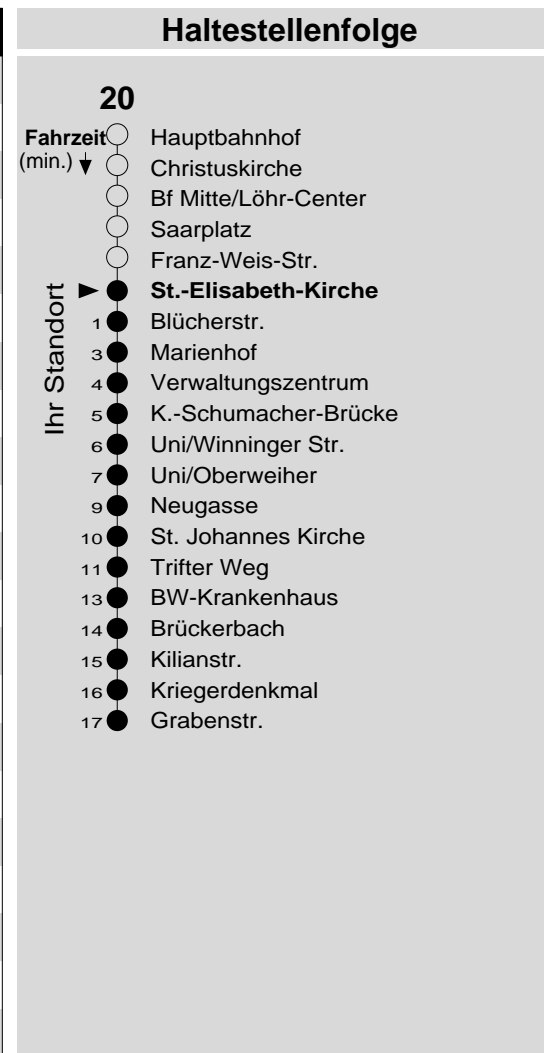 Haltestellenfolge
20
Fahrzeit Hauptbahnhof
(min.) Christuskirche
Bf Mitte/Löhr-Center
Saarplatz
Franz-Weis-Str.
Ihr Standort
St.-Elisabeth-Kirche
1 Blücherstr.
3 Marienhof
4 Verwaltungszentrum
5 K.-Schumacher-Brücke
6 Uni/Winninger Str.
7 Uni/Oberweiher
9 Neugasse
10 St. Johannes Kirche
11 Trifter Weg
13 BW-Krankenhaus
14 Brückerbach
15 Kilianstr.
16 Kriegerdenkmal
17 Grabenstr.